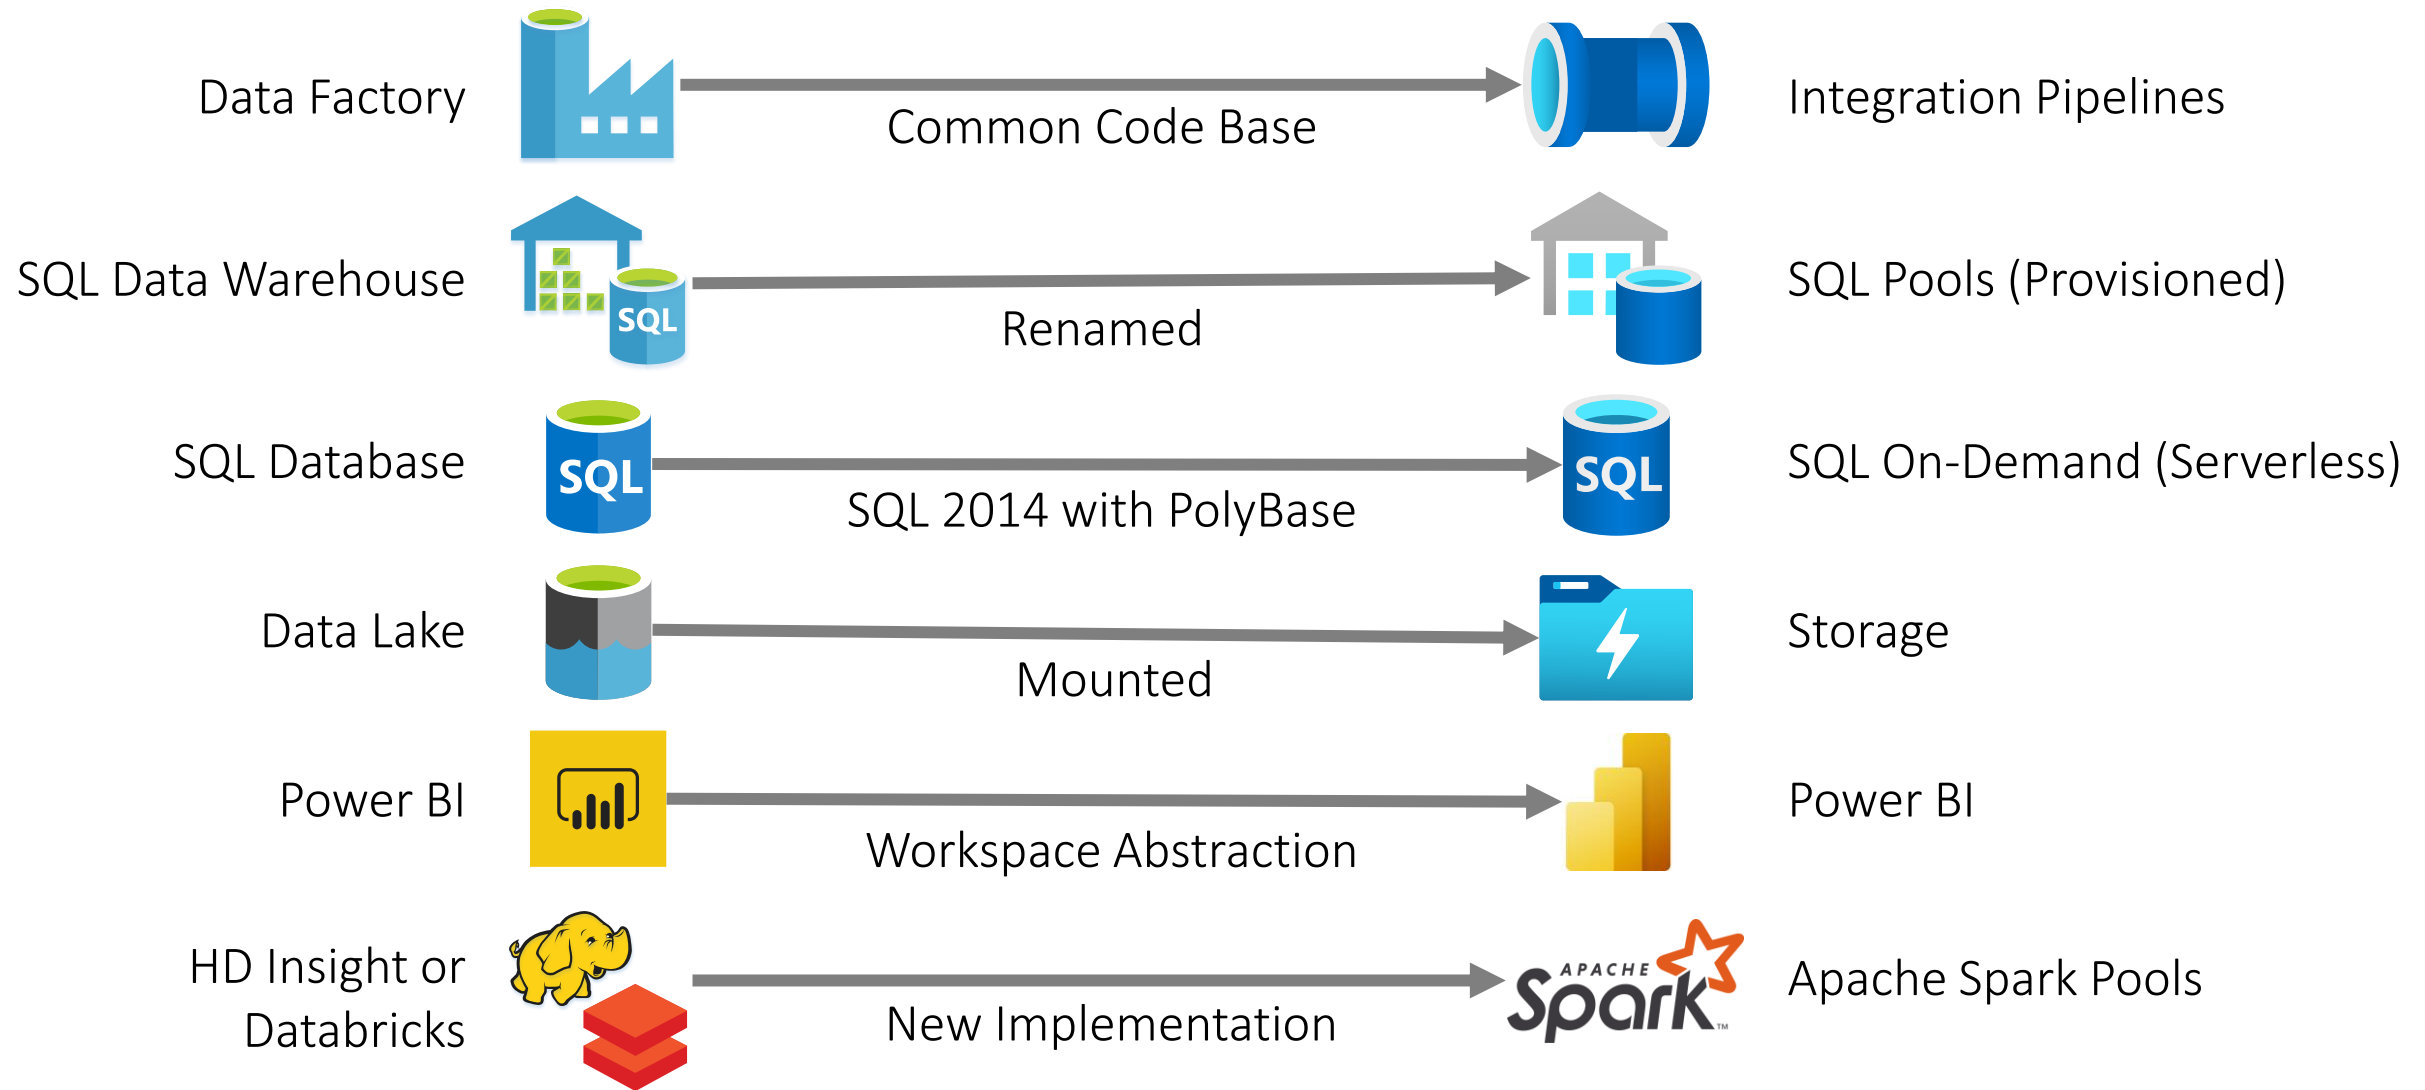 Data Factory
Common Code Base
Integration Pipelines
SQL Data Warehouse
SQL
Renamed
SQL Pools (Provisioned)
SQL Database
SQL
SQL 2014 with PolyBase
SQL
SQL On-Demand (Serverless)
Data Lake
Mounted
Storage
Power BI
Workspace Abstraction
Power BI
HD Insight or
Databricks
New Implementation
APACHE
Spark™
Apache Spark Pools